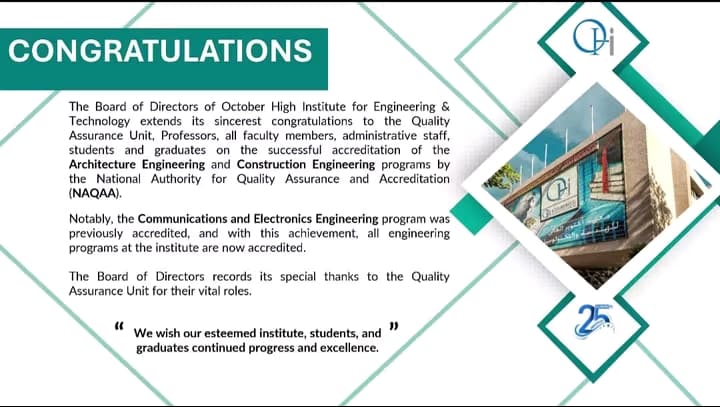 CONGRATULATIONS
The Board of Directors of October High Institute for Engineering &
Technology extends its sincerest congratulations to the Quality
Assurance Unit, Professors, all faculty members, administrative staff,
students and graduates on the successful accreditation of the
Architecture Engineering and Construction Engineering programs by
the National Authority for Quality Assurance and Accreditation
(NAQAA).
Notably, the Communications and Electronics Engineering program was
previously accredited, and with this achievement, all engineering
programs at the institute are now accredited.
The Board of Directors records its special thanks to the Quality
Assurance Unit for their vital roles.
“ We wish our esteemed institute, students, and ”
graduates continued progress and excellence.
OHi
25